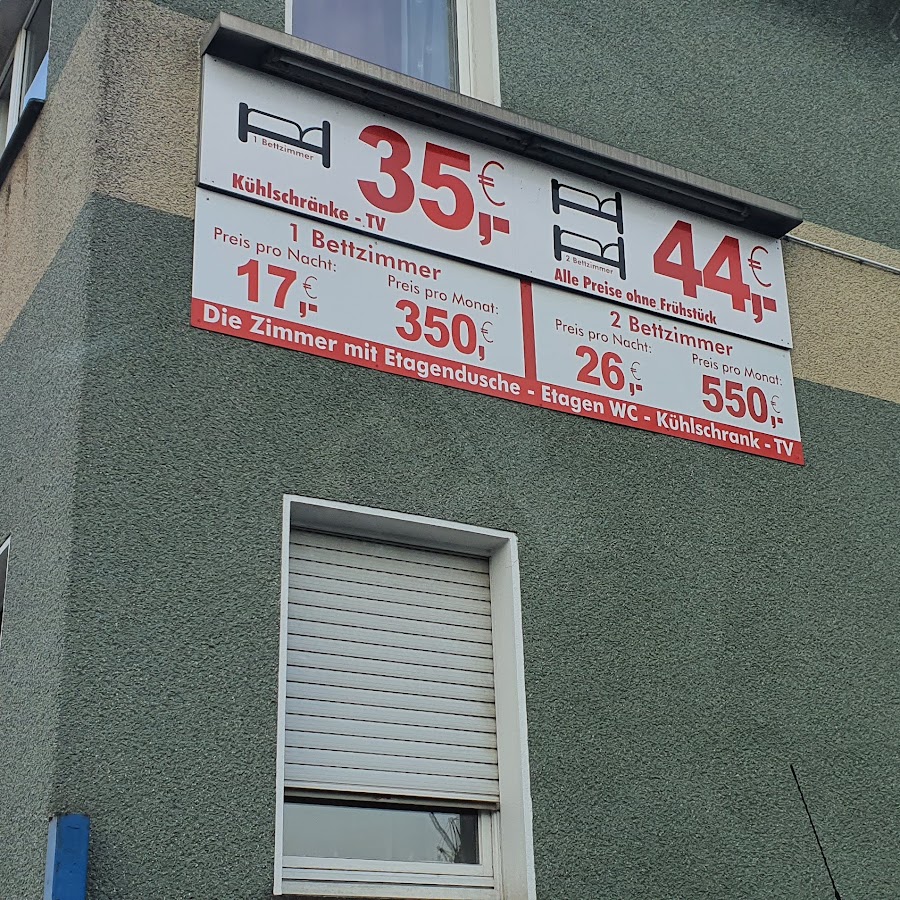 1 Bettzimmer
35,-€
Kühlschränke - TV
2 Bettzimmer
44,-€
Alle Preise ohne Frühstück
1 Bettzimmer
Preis pro Nacht:
17,-€
Preis pro Monat:
350,€
2 Bettzimmer
Preis pro Nacht:
26,-€
Preis pro Monat:
550,-€
Die Zimmer mit Etagendusche - Etagen WC - Kühlschrank - TV